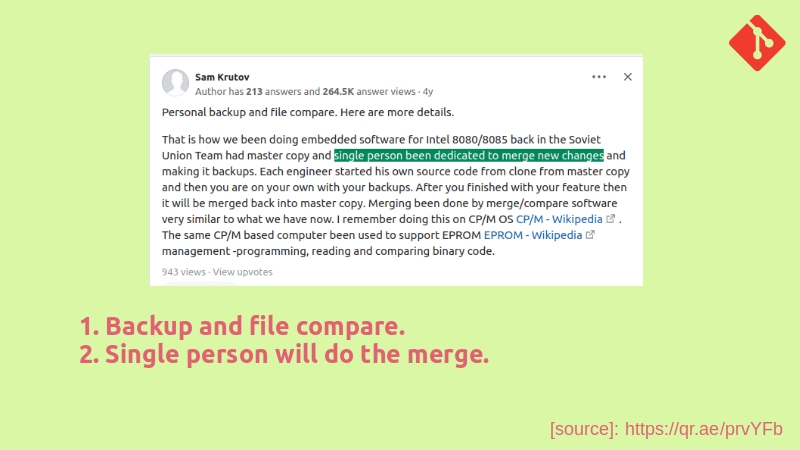 Sam Krutov
Author has 213 answers and 264.5K answer views · 4y
Personal backup and file compare. Here are more details.
That is how we been doing embedded software for Intel 8080/8085 back in the Soviet
Union Team had master copy and single person been dedicated to merge new changes and
making it backups. Each engineer started his own source code from clone from master copy
and then you are on your own with your backups. After you finished with your feature then
it will be merged back into master copy. Merging been done by merge/compare software
very similar to what we have now. I remember doing this on CP/M OS CP/M - Wikipedia .
The same CP/M based computer been used to support EPROM EPROM - Wikipedia
management -programming, reading and comparing binary code.
943 views · View upvotes
1. Backup and file compare.
2. Single person will do the merge.
[source]: https://qr.ae/prvYFb